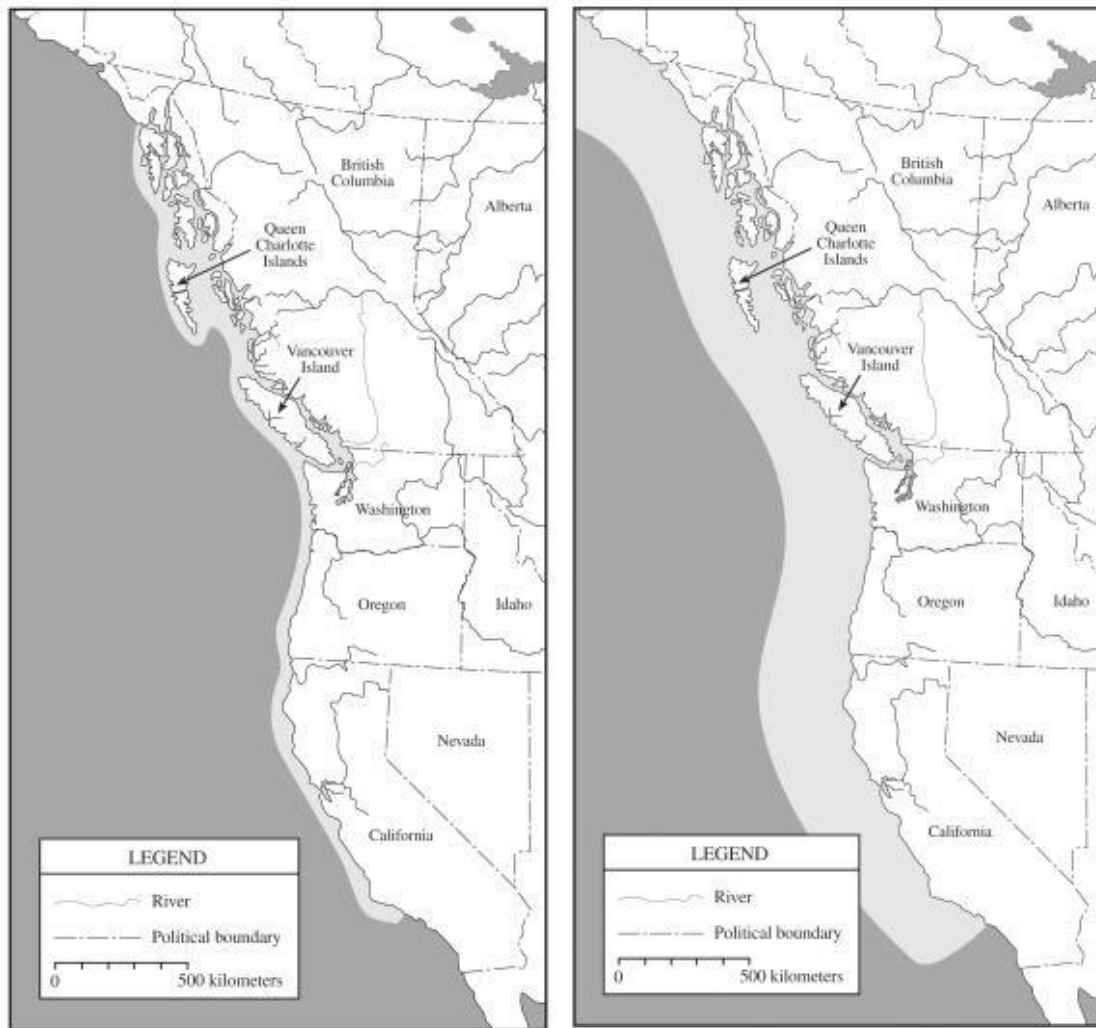 British
Columbia
Alberta
Queen
Charlotte
Islands
Vancouver
Island
Washington
Oregon
Idaho
Nevada
California
LEGEND
River
Political boundary
0 500 kilometers
British
Columbia
Alberta
Queen
Charlotte
Islands
Vancouver
Island
Washington
Oregon
Idaho
Nevada
California
LEGEND
River
Political boundary
0 500 kilometers